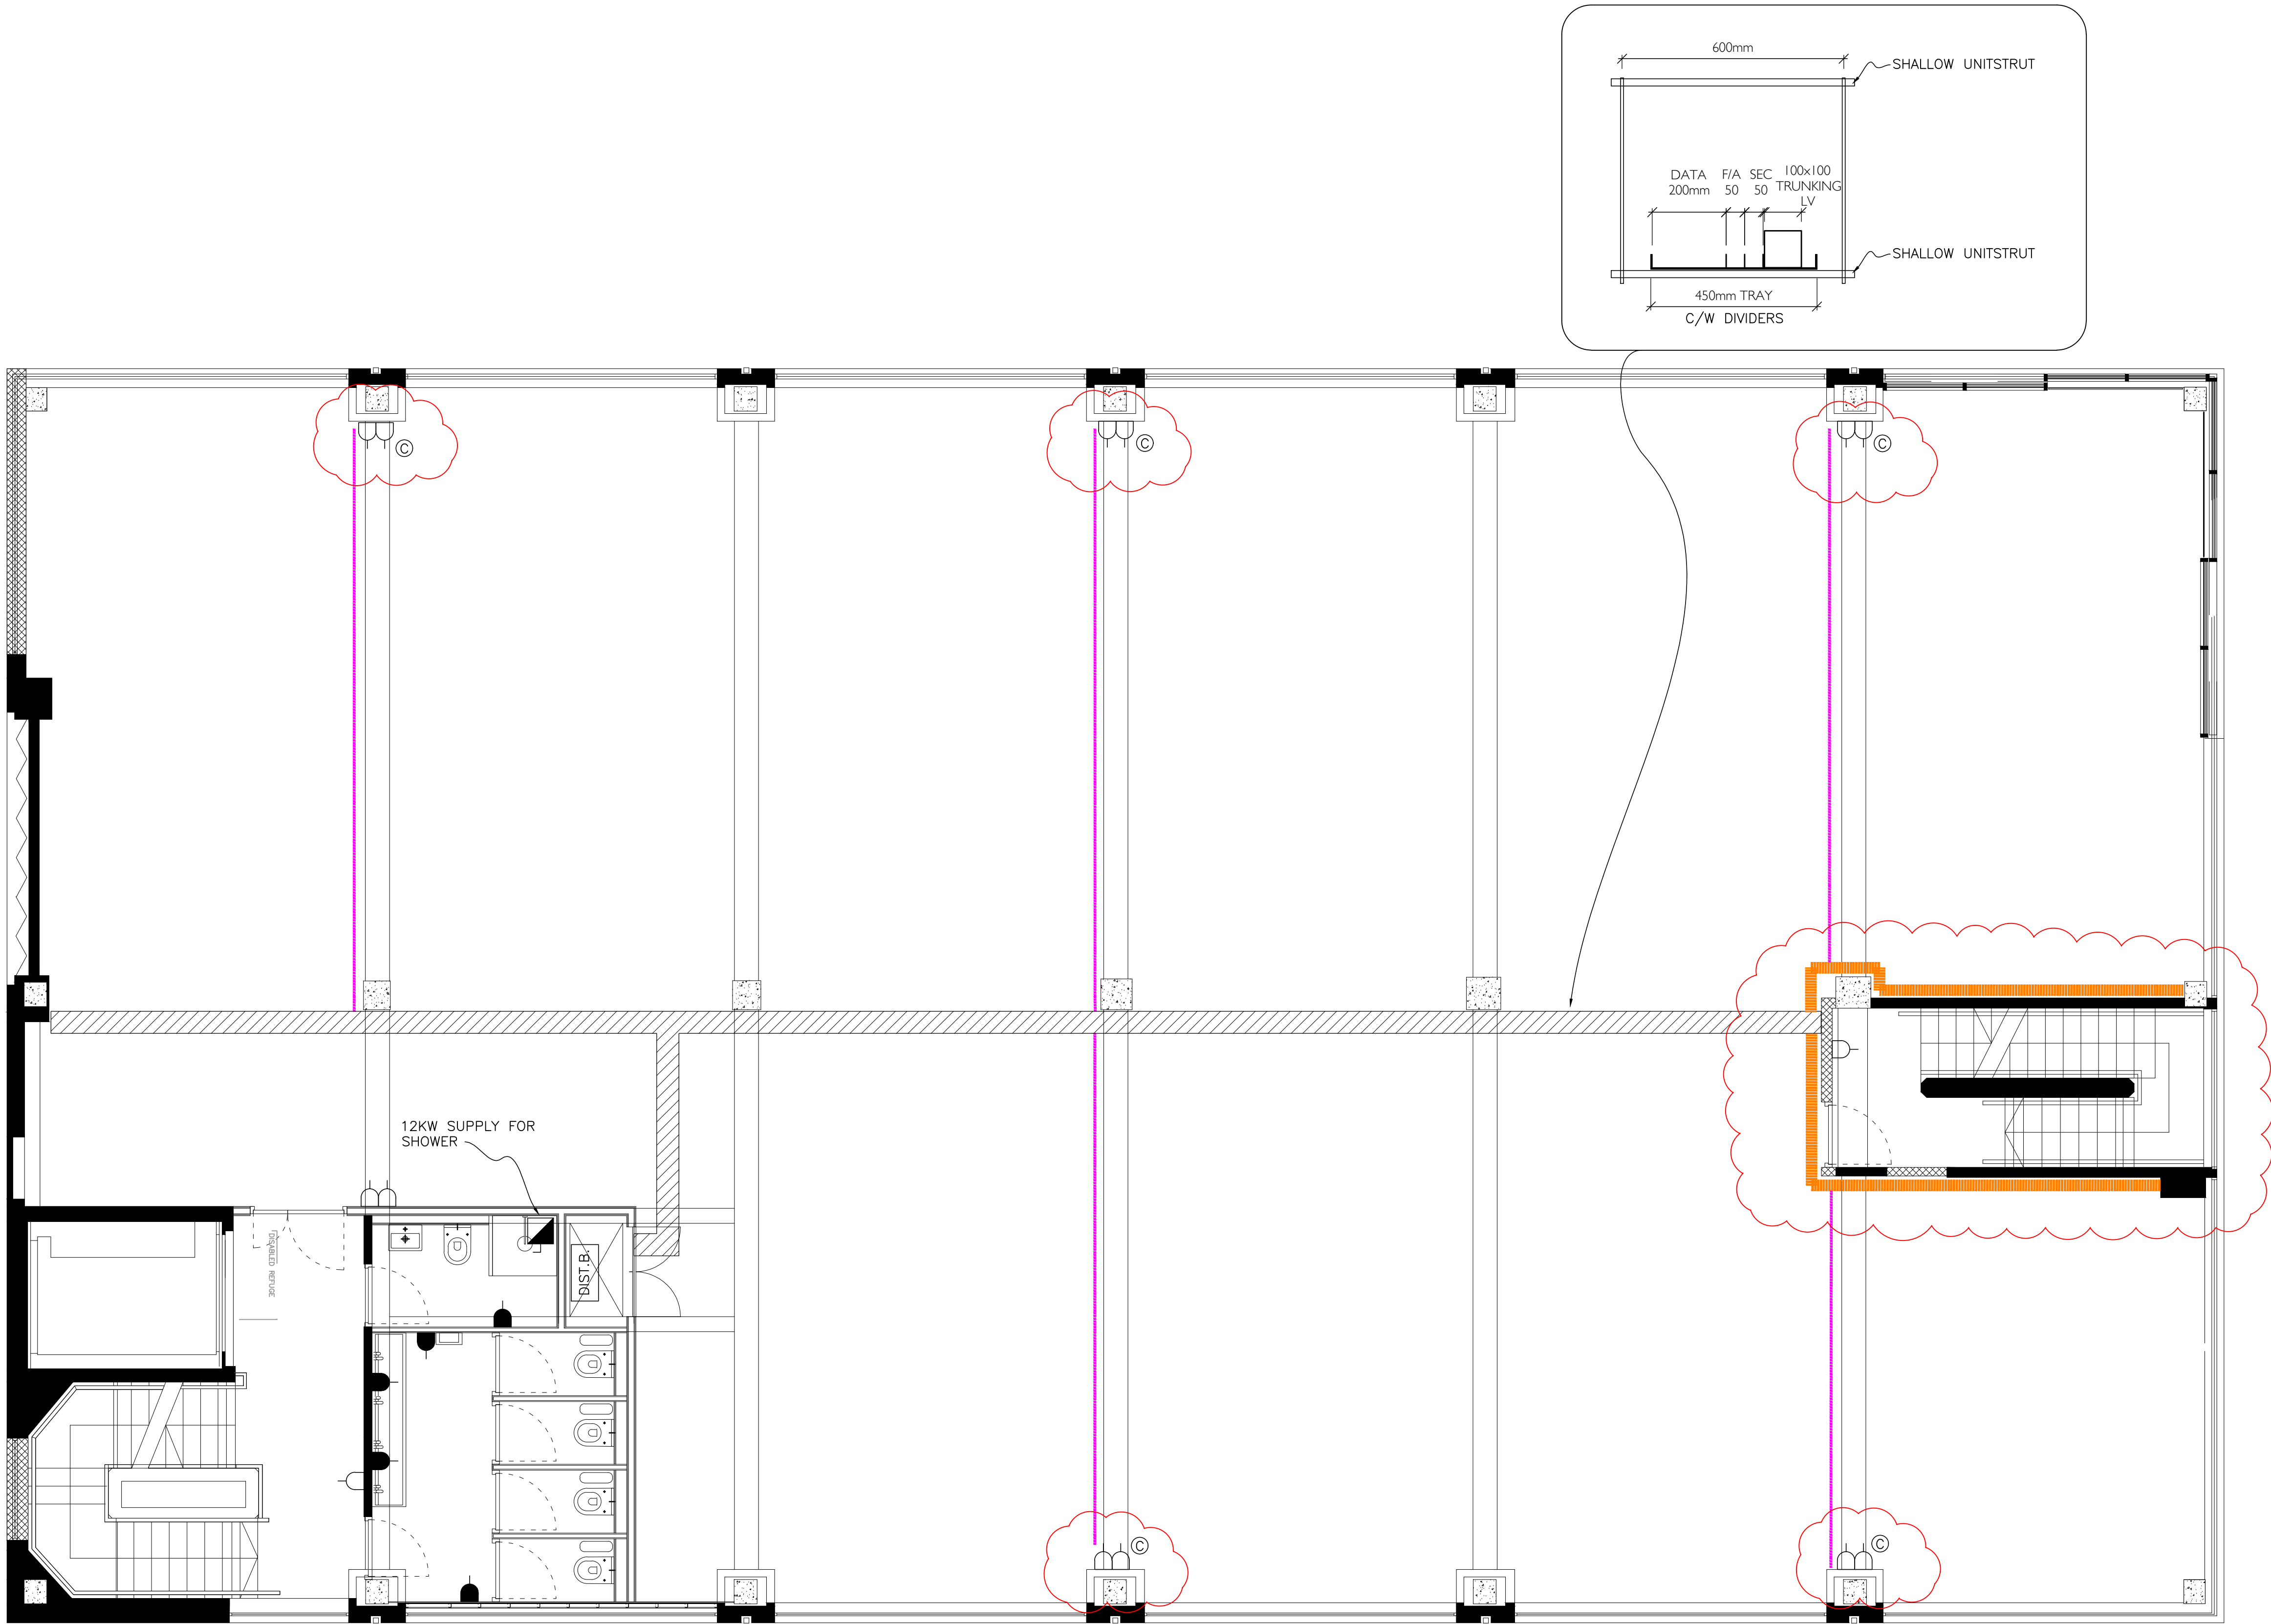 600mm
SHALLOW UNITSTRUT
DATA F/A SEC 100x100
200mm 50 50 TRUNKING
LV
SHALLOW UNITSTRUT
450mm TRAY
C/W DIVIDERS
C
C
C
12KW SUPPLY FOR
SHOWER
DISABLED REFUGE
DIST.B.
C
C